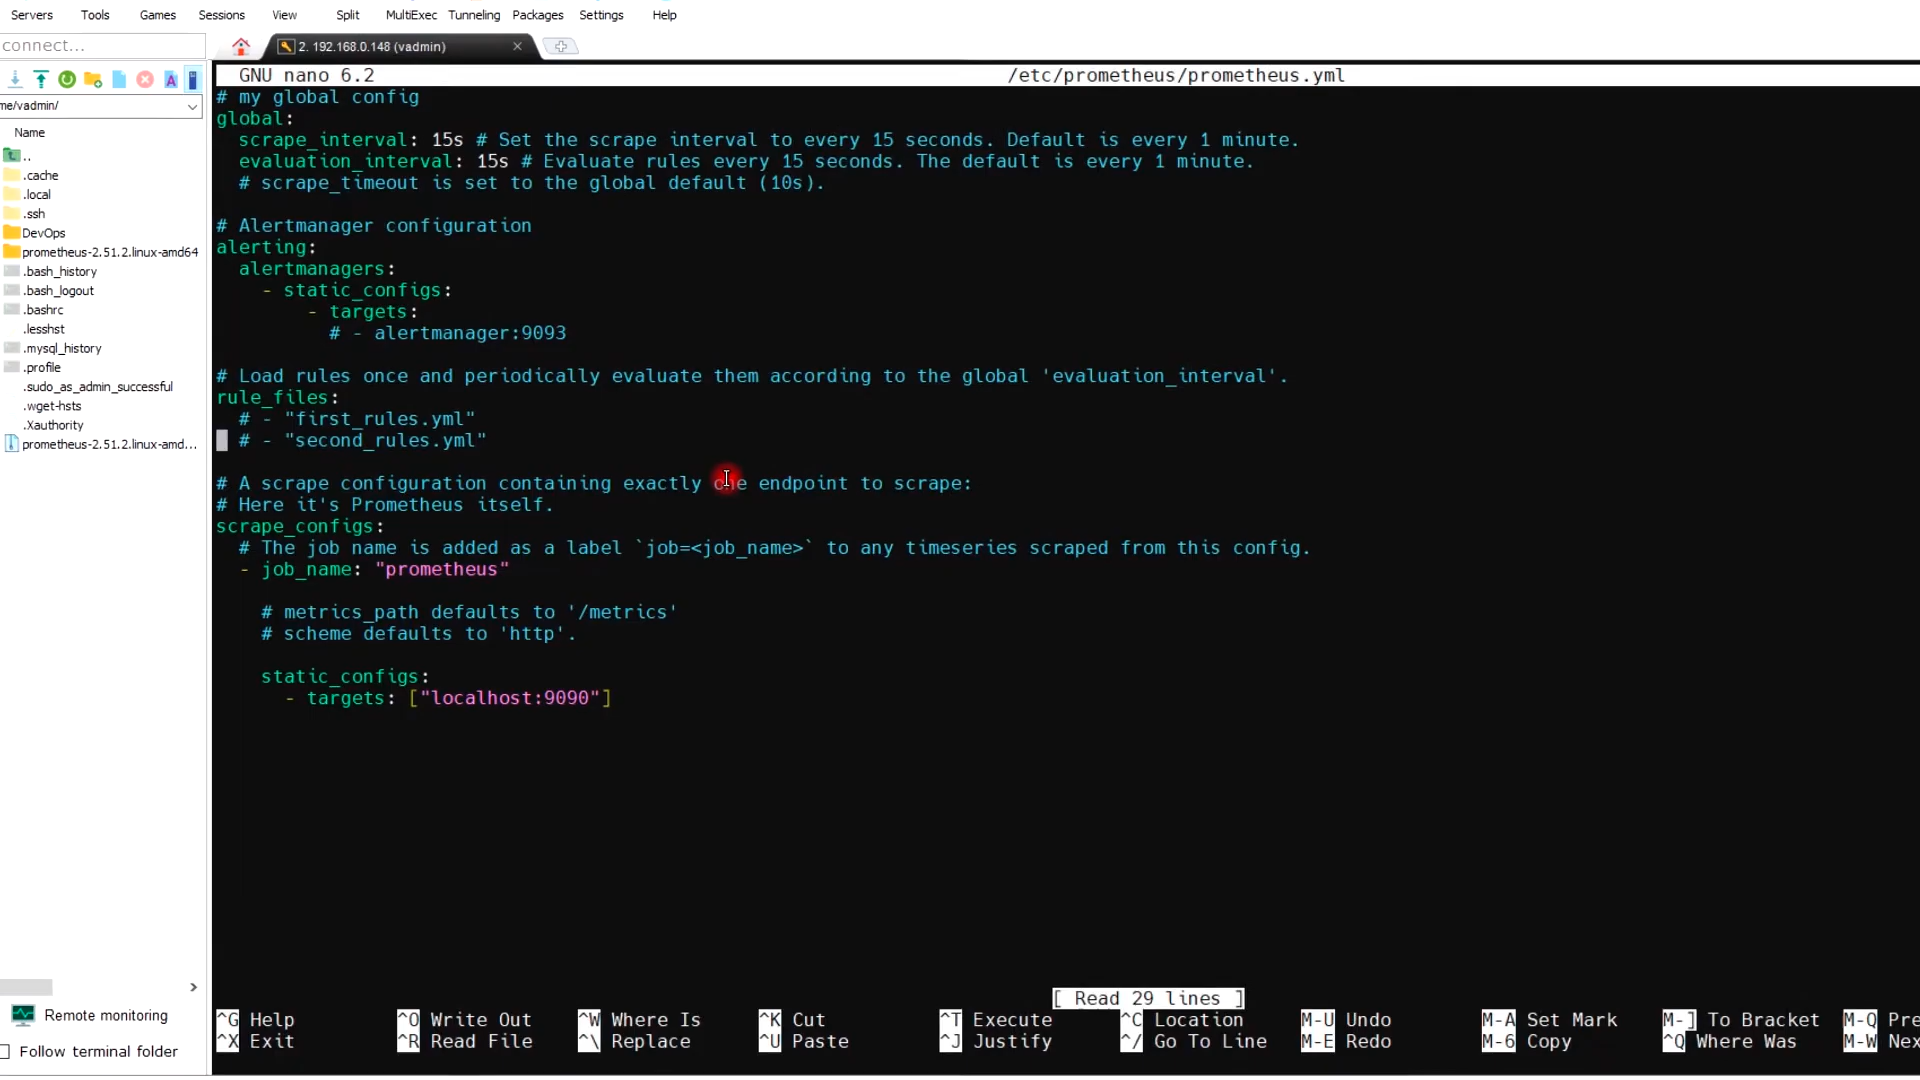 Servers Tools Games Sessions View Split MultiExec Tunneling Packages Settings Help
connect...
2. 192.168.0.148 (vadmin)
me/vadmin/
Name
..
.cache
.local
.ssh
DevOps
prometheus-2.51.2.linux-amd64
.bash_history
.bash_logout
.bashrc
.lesshst
.mysql_history
.profile
.sudo_as_admin_successful
.wget-hsts
.Xauthority
prometheus-2.51.2.linux-amd...
Remote monitoring
Follow terminal folder
GNU nano 6.2 /etc/prometheus/prometheus.yml
# my global config
global:
  scrape_interval: 15s # Set the scrape interval to every 15 seconds. Default is every 1 minute.
  evaluation_interval: 15s # Evaluate rules every 15 seconds. The default is every 1 minute.
  # scrape_timeout is set to the global default (10s).
# Alertmanager configuration
alerting:
  alertmanagers:
    - static_configs:
        - targets:
          # - alertmanager:9093
# Load rules once and periodically evaluate them according to the global 'evaluation_interval'.
rule_files:
  # - "first_rules.yml"
  # - "second_rules.yml"
# A scrape configuration containing exactly one endpoint to scrape:
# Here it's Prometheus itself.
scrape_configs:
  # The job name is added as a label `job=<job_name>` to any timeseries scraped from this config.
  - job_name: "prometheus"
    # metrics_path defaults to '/metrics'
    # scheme defaults to 'http'.
    static_configs:
      - targets: ["localhost:9090"]
[ Read 29 lines ]
^G Help ^O Write Out ^W Where Is ^K Cut ^T Execute ^C Location M-U Undo M-A Set Mark M-] To Bracket M-Q Pre
^X Exit ^R Read File ^\ Replace ^U Paste ^J Justify ^/ Go To Line M-E Redo M-6 Copy ^Q Where Was M-W Nex